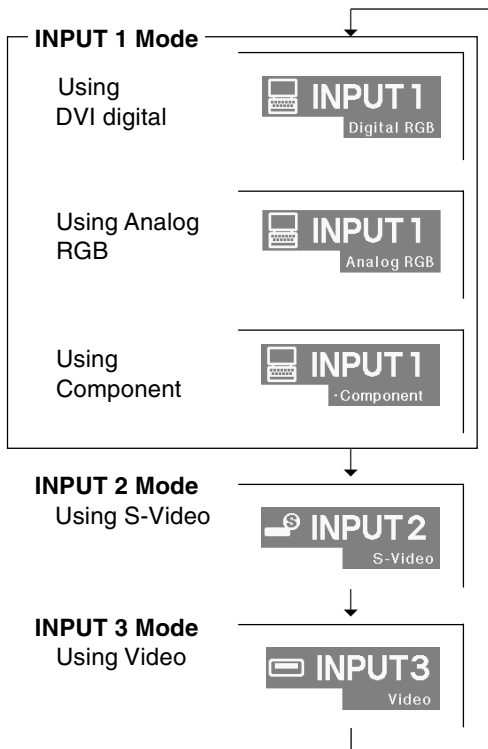 INPUT 1 Mode
Using
DVI digital
INPUT 1
Digital RGB
Using Analog
RGB
INPUT 1
Analog RGB
Using
Component
INPUT 1
·Component
INPUT 2 Mode
Using S-Video
S
INPUT 2
S-Video
INPUT 3 Mode
Using Video
INPUT3
Video